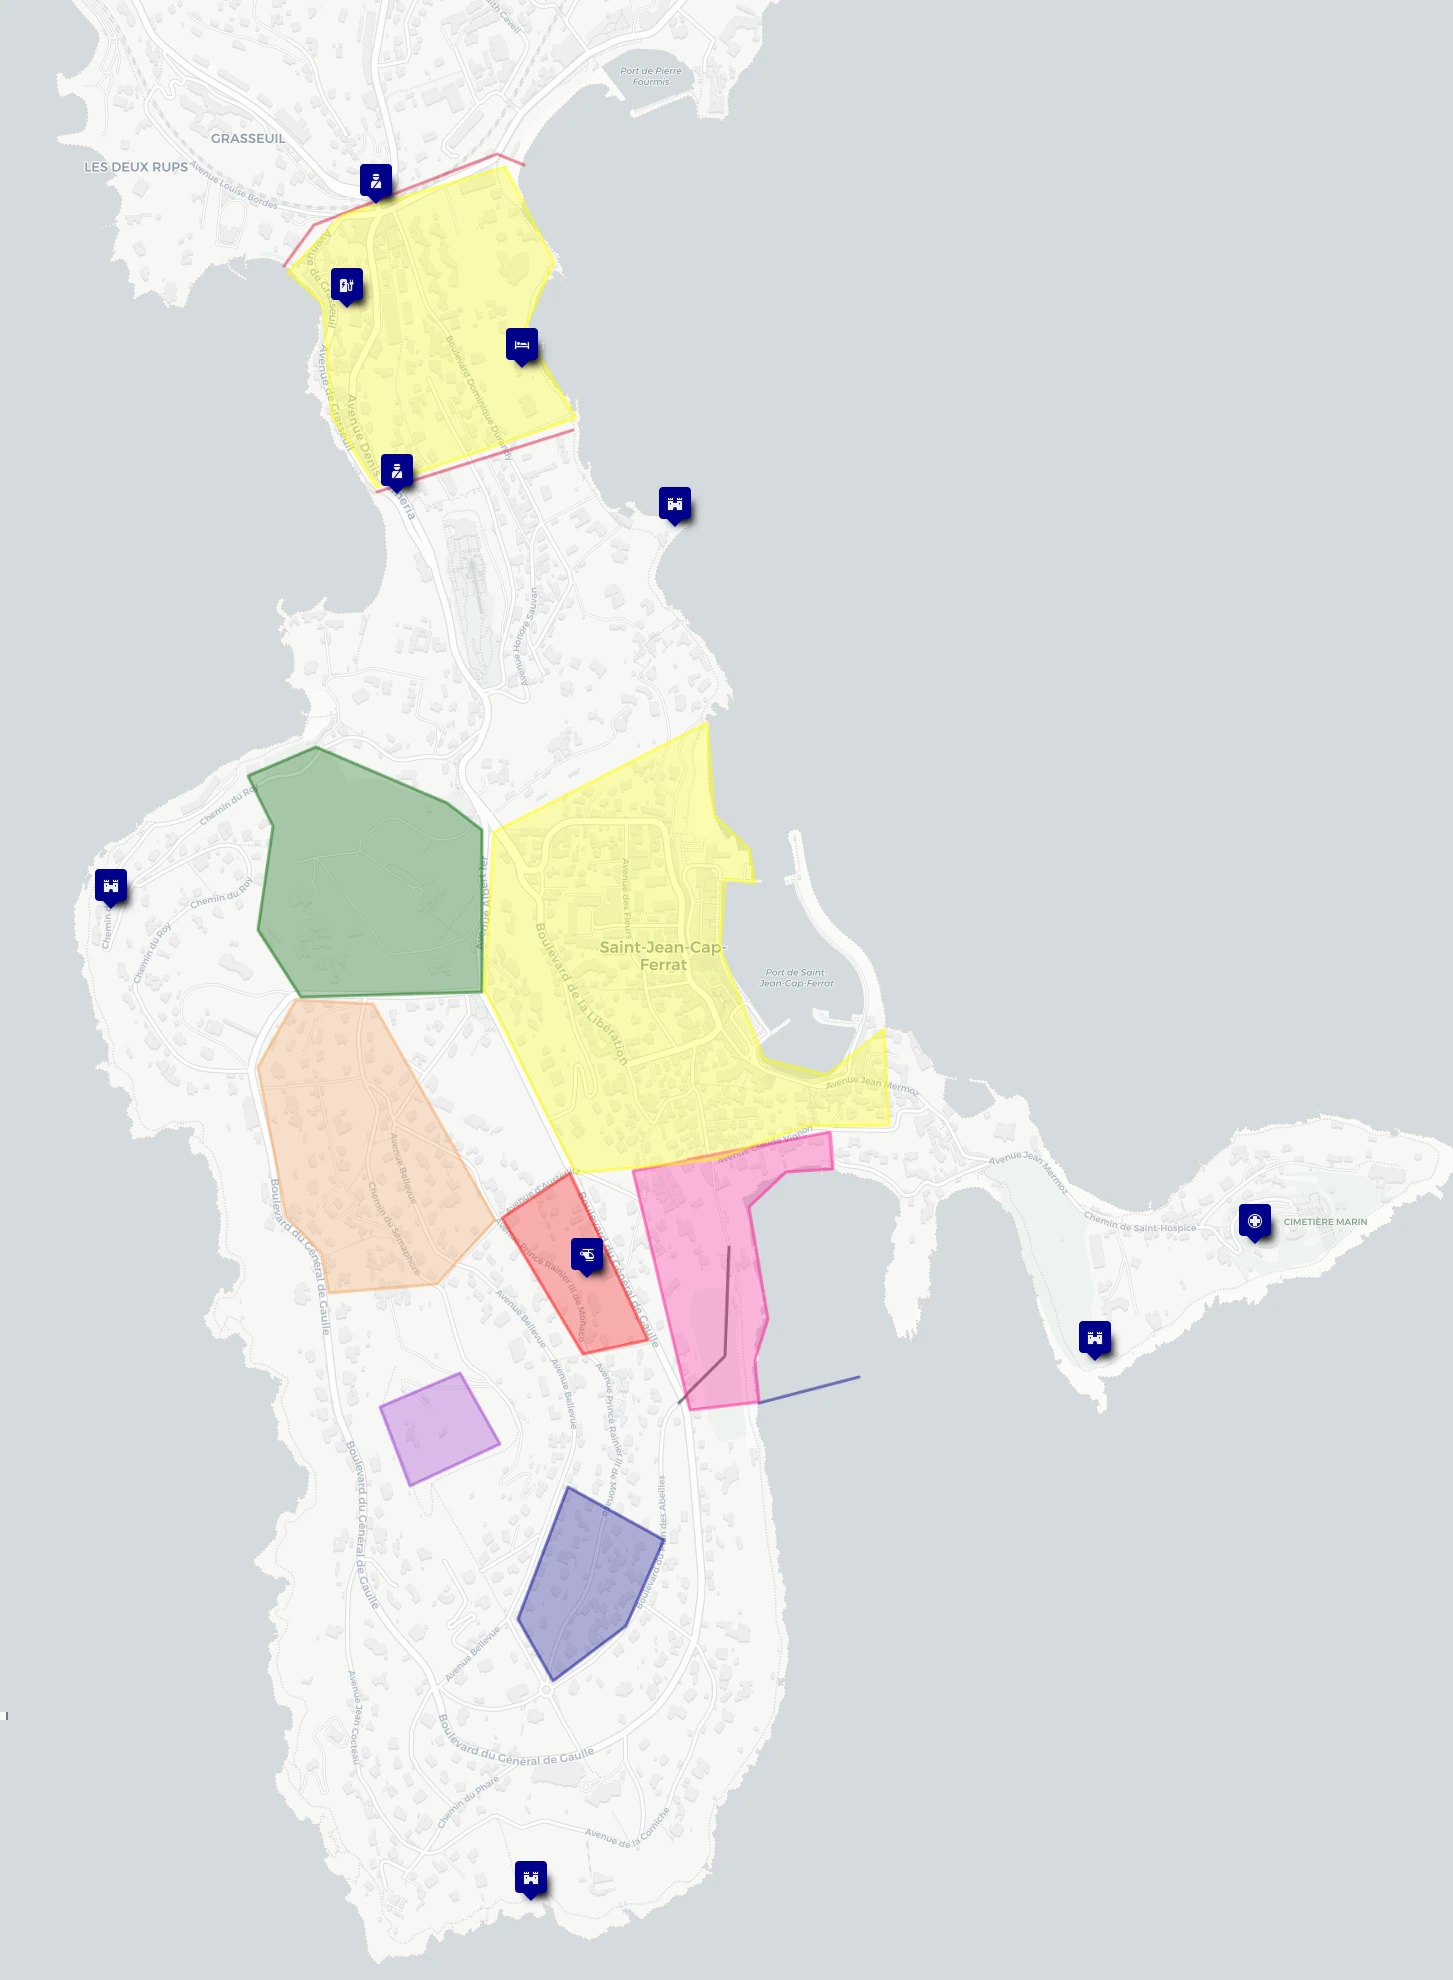 Port de Pierre
Fourmis
GRASSEUIL
LES DEUX RUPS
Avenue Louise Bordes
Avenue de Grasseuil
Avenue de Grasseuil
Boulevard Dominique Durandy
Avenue Denis
Avenue Honoré Sauvan
Chemin du Roy
Chemin du Roy
Chemin du Roy
Avenue Albert Ier
Avenue des Fleurs
Boulevard de la Libération
Saint-Jean-Cap-
Ferrat
Port de Saint-
Jean-Cap-Ferrat
Avenue Jean Mermoz
Avenue Claude Vignon
Avenue Jean Mermoz
Chemin de Saint-Hospice
CIMETIÈRE MARIN
Avenue Bellevue
Chemin du Sémaphore
Boulevard du Général de Gaulle
Avenue Prince Rainier III de Monaco
Boulevard du Général de Gaulle
Avenue Bellevue
Avenue Bellevue
Avenue Prince Rainier III de Monaco
Boulevard du Général de Gaulle
Avenue Bellevue
Avenue Jean Cocteau
Boulevard du Général de Gaulle
Chemin du Phare
Avenue de la Corniche